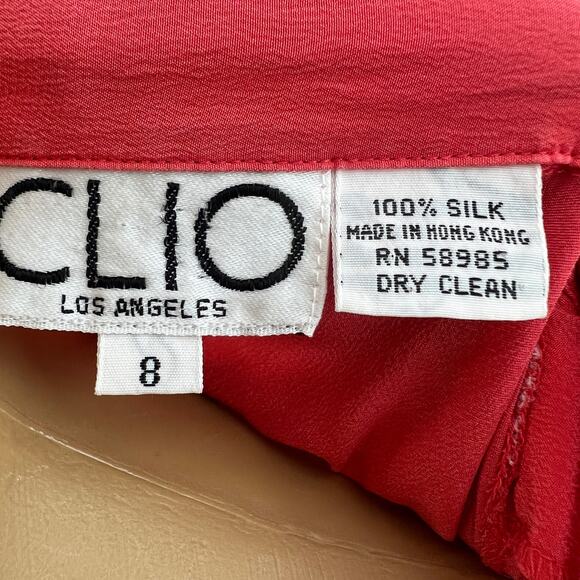 CLIO
LOS ANGELES
8
100% SILK
MADE IN HONG KONG
RN 58985
DRY CLEAN